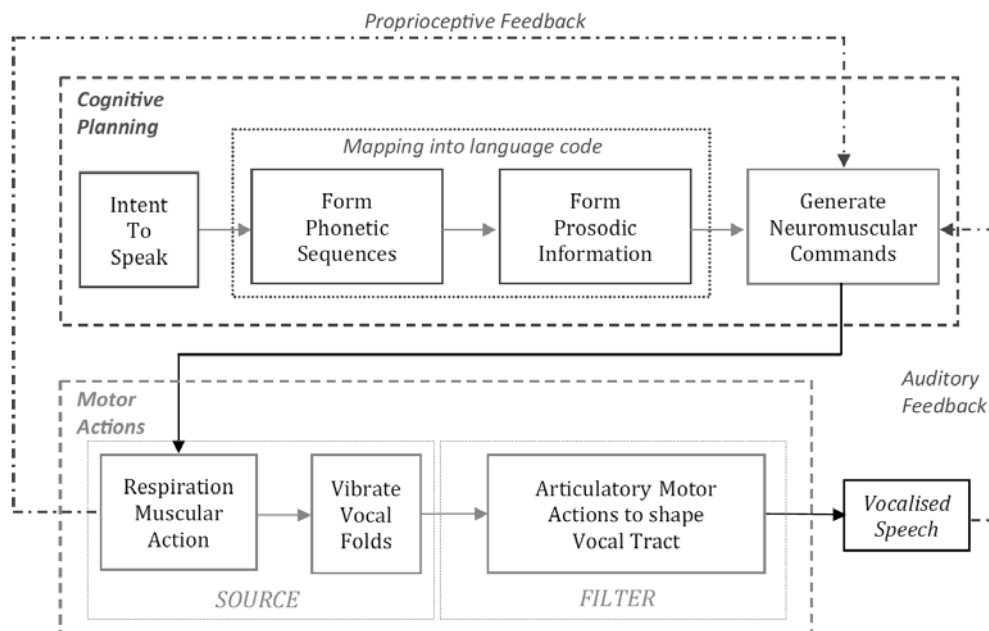 Proprioceptive Feedback
Cognitive
Planning
Mapping into language code
Intent
To
Speak
Form
Phonetic
Sequences
Form
Prosodic
Information
Generate
Neuromuscular
Commands
Auditory
Feedback
Motor
Actions
Respiration
Muscular
Action
Vibrate
Vocal
Folds
Articulatory Motor
Actions to shape
Vocal Tract
Vocalised
Speech
SOURCE
FILTER